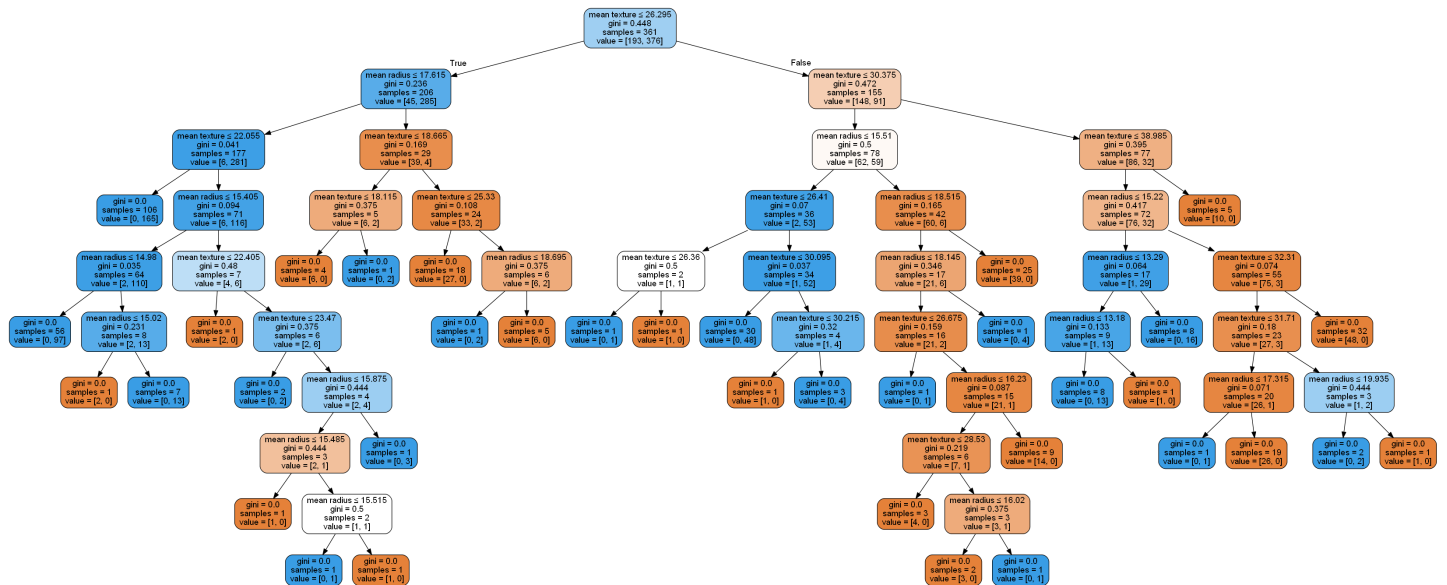 mean texture ≤ 26.295
gini = 0.448
samples = 361
value = [193, 376]
True
False
mean radius ≤ 17.615
gini = 0.236
samples = 206
value = [45, 285]
mean texture ≤ 30.375
gini = 0.472
samples = 155
value = [148, 91]
mean texture ≤ 22.055
gini = 0.041
samples = 177
value = [6, 281]
mean texture ≤ 18.665
gini = 0.169
samples = 29
value = [39, 4]
mean radius ≤ 15.51
gini = 0.5
samples = 78
value = [62, 59]
mean texture ≤ 38.985
gini = 0.395
samples = 77
value = [86, 32]
gini = 0.0
samples = 106
value = [0, 165]
mean radius ≤ 15.405
gini = 0.094
samples = 71
value = [6, 116]
mean texture ≤ 18.115
gini = 0.375
samples = 5
value = [6, 2]
mean texture ≤ 25.33
gini = 0.108
samples = 24
value = [33, 2]
mean texture ≤ 26.41
gini = 0.07
samples = 36
value = [2, 53]
mean radius ≤ 18.515
gini = 0.165
samples = 42
value = [60, 6]
mean radius ≤ 15.22
gini = 0.417
samples = 72
value = [76, 32]
gini = 0.0
samples = 5
value = [10, 0]
mean radius ≤ 14.98
gini = 0.035
samples = 64
value = [2, 110]
mean texture ≤ 22.405
gini = 0.48
samples = 7
value = [4, 6]
gini = 0.0
samples = 4
value = [6, 0]
gini = 0.0
samples = 1
value = [0, 2]
gini = 0.0
samples = 18
value = [27, 0]
mean radius ≤ 18.695
gini = 0.375
samples = 6
value = [6, 2]
mean texture ≤ 26.36
gini = 0.5
samples = 2
value = [1, 1]
mean texture ≤ 30.095
gini = 0.037
samples = 34
value = [1, 52]
mean radius ≤ 18.145
gini = 0.346
samples = 17
value = [21, 6]
gini = 0.0
samples = 25
value = [39, 0]
mean radius ≤ 13.29
gini = 0.064
samples = 17
value = [1, 29]
mean texture ≤ 32.31
gini = 0.074
samples = 55
value = [75, 3]
gini = 0.0
samples = 56
value = [0, 97]
mean radius ≤ 15.02
gini = 0.231
samples = 8
value = [2, 13]
gini = 0.0
samples = 1
value = [2, 0]
mean texture ≤ 23.47
gini = 0.375
samples = 6
value = [2, 6]
gini = 0.0
samples = 1
value = [0, 2]
gini = 0.0
samples = 5
value = [6, 0]
gini = 0.0
samples = 1
value = [0, 1]
gini = 0.0
samples = 1
value = [1, 0]
gini = 0.0
samples = 30
value = [0, 48]
mean texture ≤ 30.215
gini = 0.32
samples = 4
value = [1, 4]
mean texture ≤ 26.675
gini = 0.159
samples = 16
value = [21, 2]
gini = 0.0
samples = 1
value = [0, 4]
mean radius ≤ 13.18
gini = 0.133
samples = 9
value = [1, 13]
gini = 0.0
samples = 8
value = [0, 16]
mean texture ≤ 31.71
gini = 0.18
samples = 23
value = [27, 3]
gini = 0.0
samples = 32
value = [48, 0]
gini = 0.0
samples = 1
value = [2, 0]
gini = 0.0
samples = 7
value = [0, 13]
gini = 0.0
samples = 2
value = [0, 2]
mean radius ≤ 15.875
gini = 0.444
samples = 4
value = [2, 4]
gini = 0.0
samples = 1
value = [1, 0]
gini = 0.0
samples = 3
value = [0, 4]
gini = 0.0
samples = 1
value = [0, 1]
mean radius ≤ 16.23
gini = 0.087
samples = 15
value = [21, 1]
gini = 0.0
samples = 8
value = [0, 13]
gini = 0.0
samples = 1
value = [1, 0]
mean radius ≤ 17.315
gini = 0.071
samples = 20
value = [26, 1]
mean radius ≤ 19.935
gini = 0.444
samples = 3
value = [1, 2]
mean radius ≤ 15.485
gini = 0.444
samples = 3
value = [2, 1]
gini = 0.0
samples = 1
value = [0, 3]
mean texture ≤ 28.53
gini = 0.219
samples = 6
value = [7, 1]
gini = 0.0
samples = 9
value = [14, 0]
gini = 0.0
samples = 1
value = [0, 1]
gini = 0.0
samples = 19
value = [26, 0]
gini = 0.0
samples = 2
value = [0, 2]
gini = 0.0
samples = 1
value = [1, 0]
gini = 0.0
samples = 1
value = [1, 0]
mean radius ≤ 15.515
gini = 0.5
samples = 2
value = [1, 1]
gini = 0.0
samples = 3
value = [4, 0]
mean radius ≤ 16.02
gini = 0.375
samples = 3
value = [3, 1]
gini = 0.0
samples = 1
value = [0, 1]
gini = 0.0
samples = 1
value = [1, 0]
gini = 0.0
samples = 2
value = [3, 0]
gini = 0.0
samples = 1
value = [0, 1]